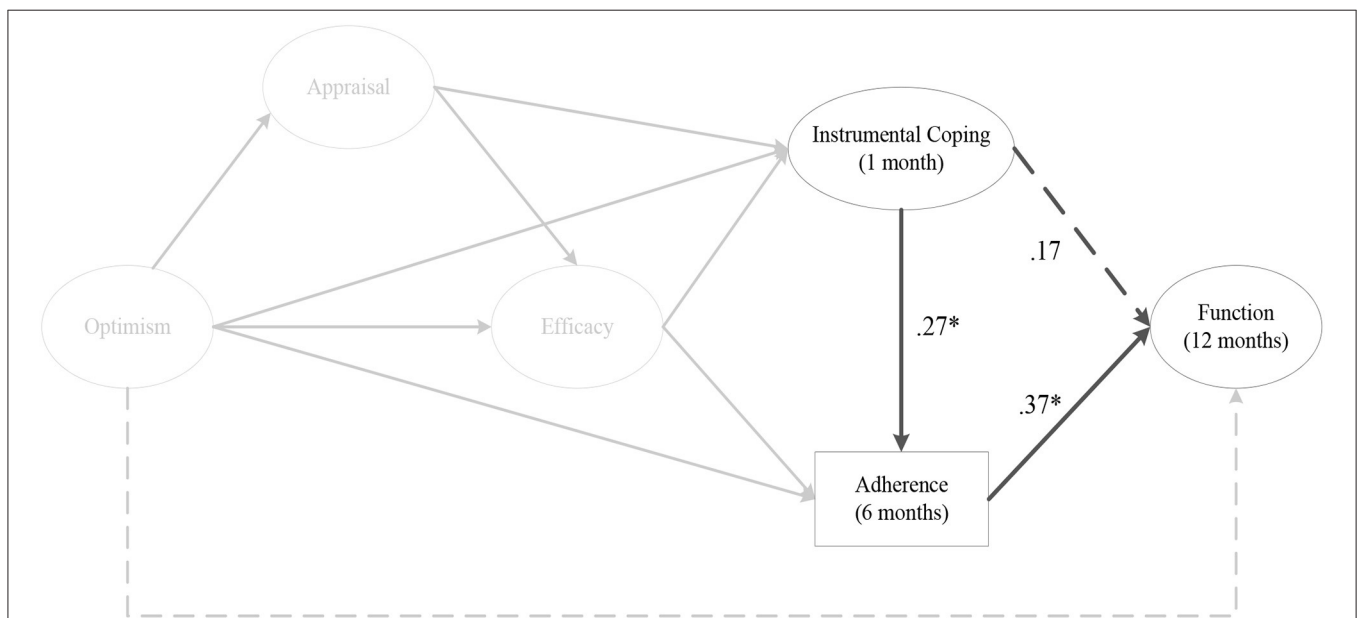 Appraisal
Instrumental Coping
(1 month)
.17
Optimism
Efficacy
.27*
Function
(12 months)
.37*
Adherence
(6 months)